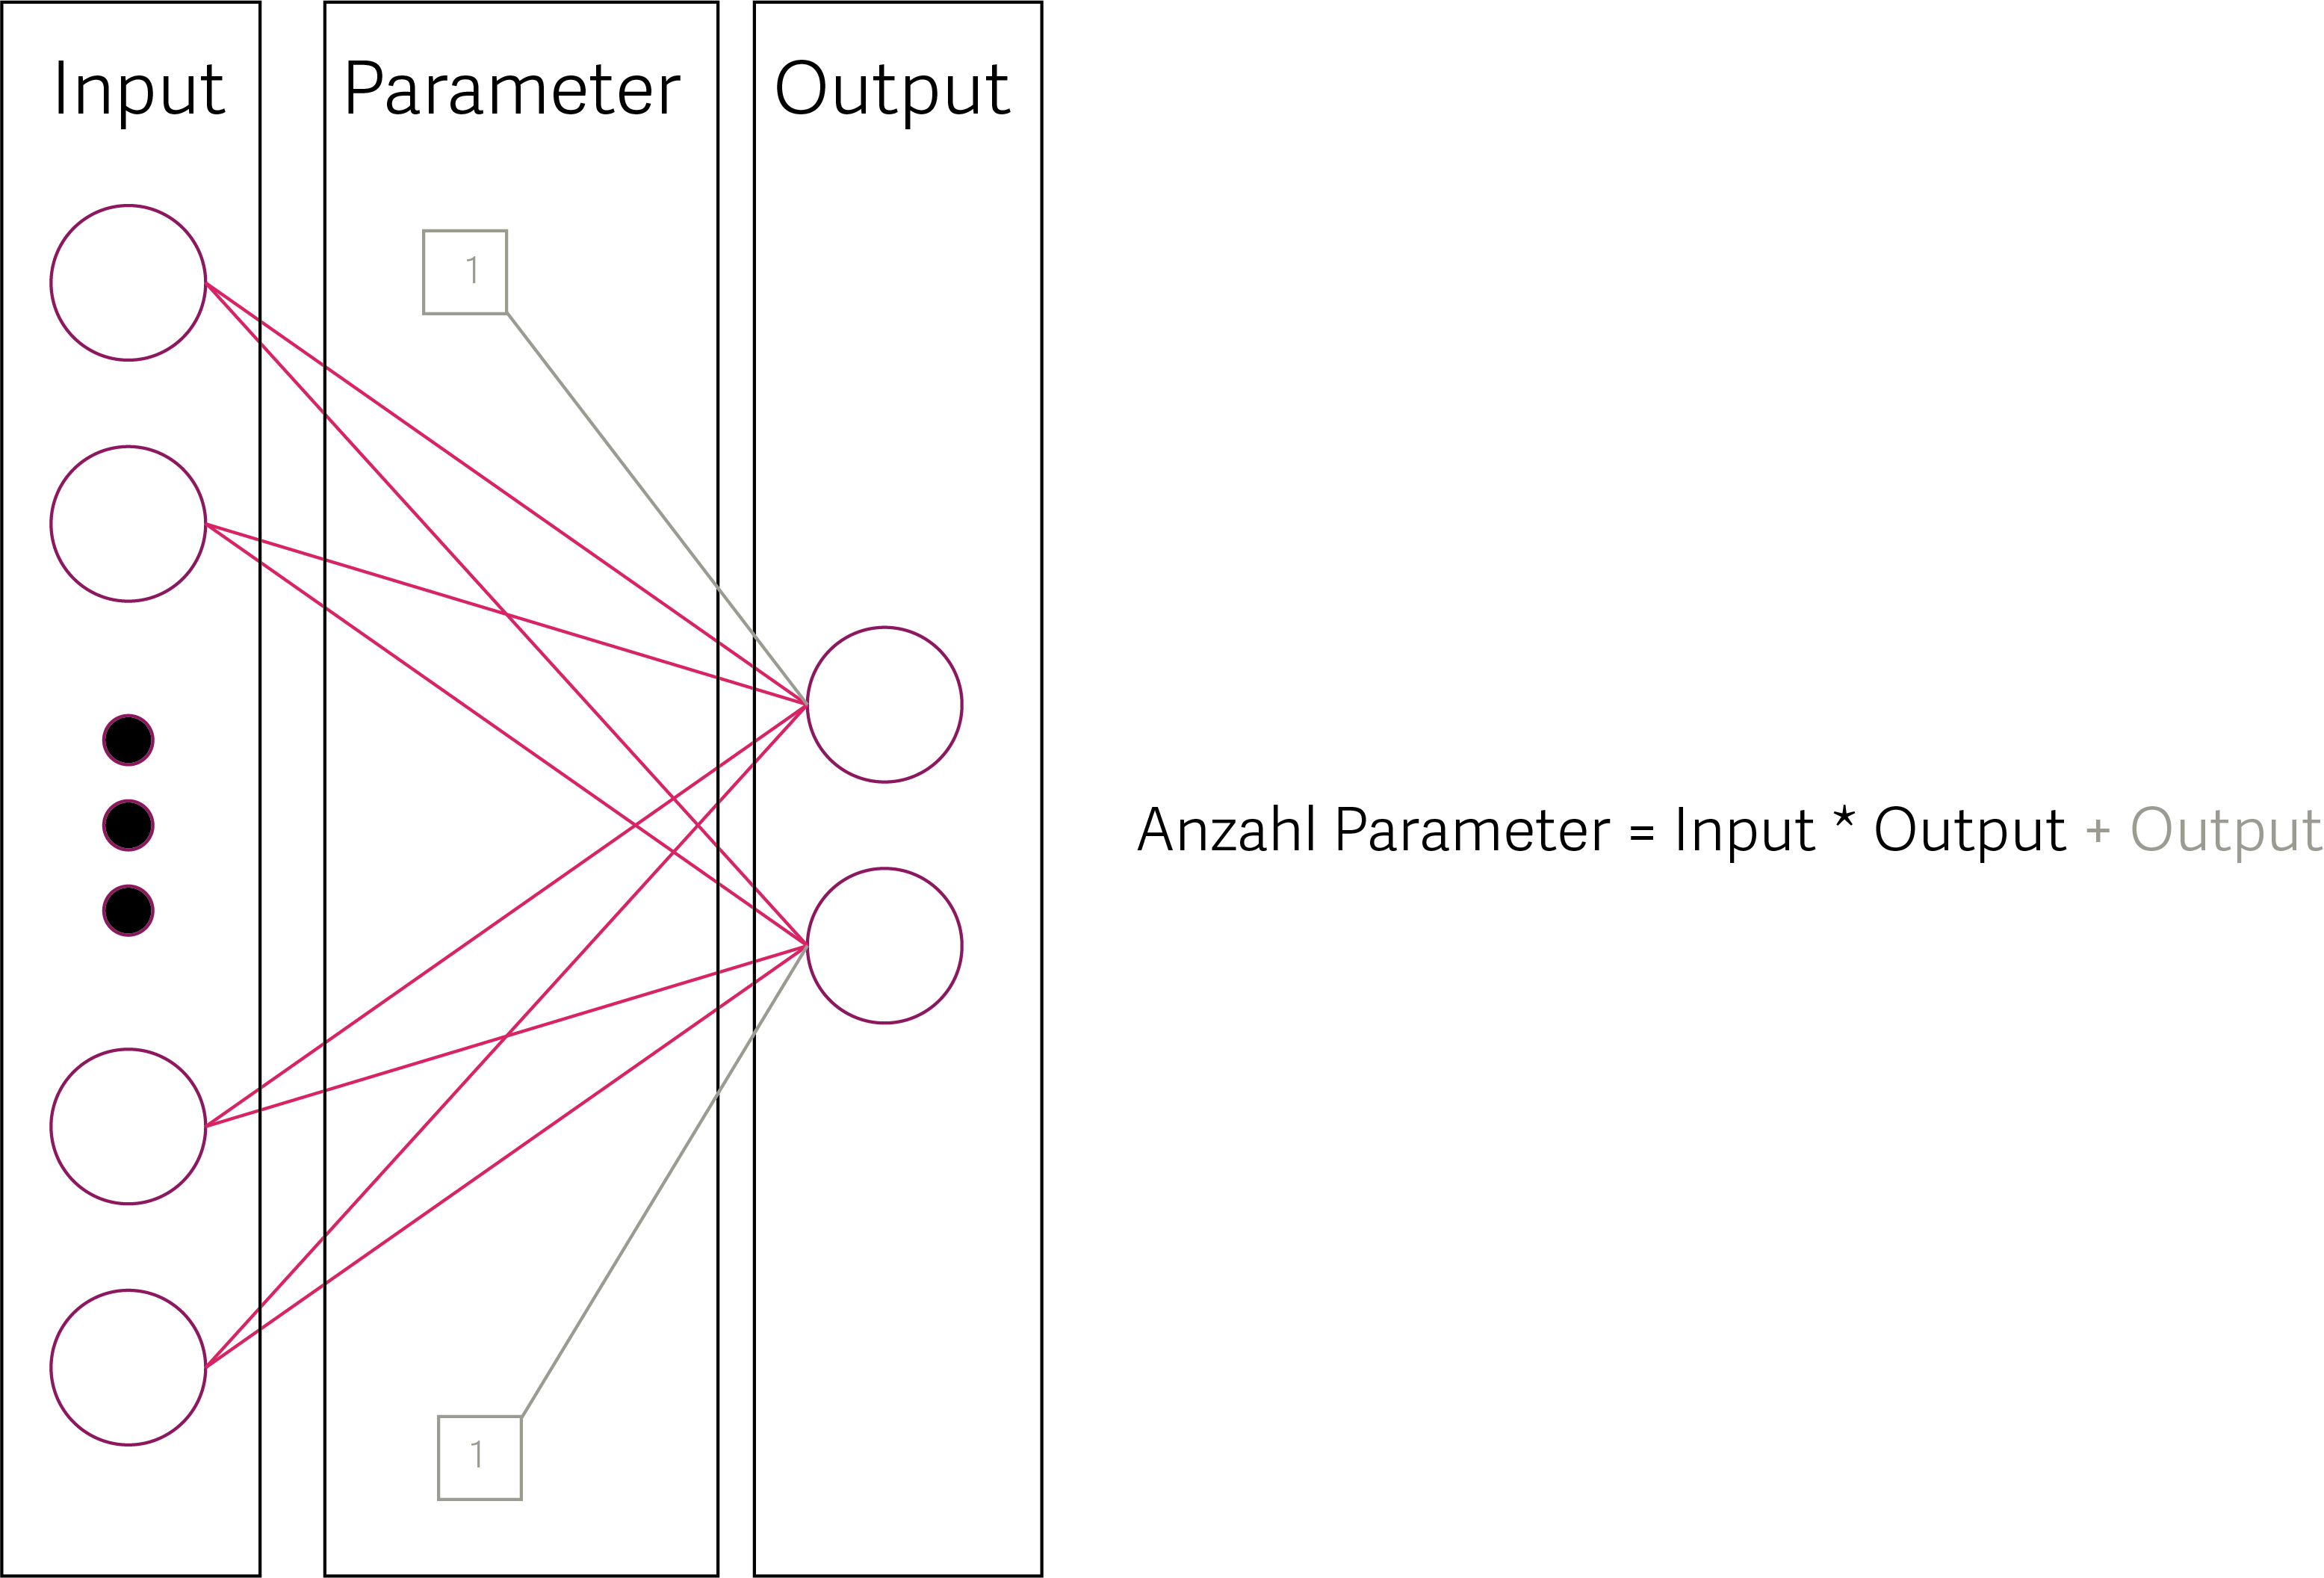 Input
Parameter
Output
1
Anzahl Parameter = Input * Output + Output
1